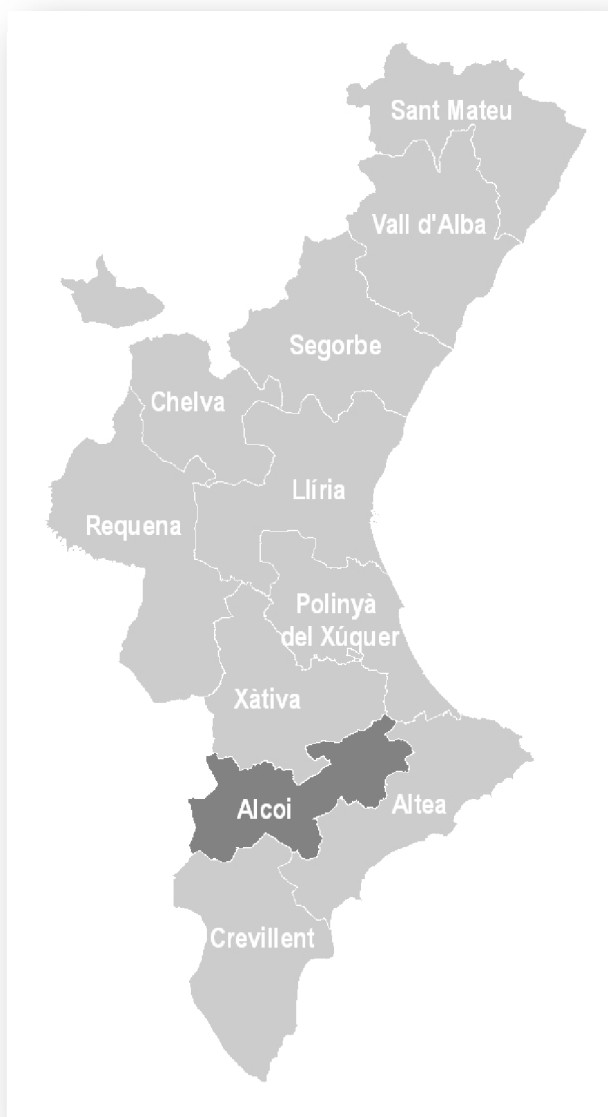 Sant Mateu
Vall d'Alba
Segorbe
Chelva
Llíria
Requena
Polinyà
del Xúquer
Xàtiva
Alcoi
Altea
Crevillent